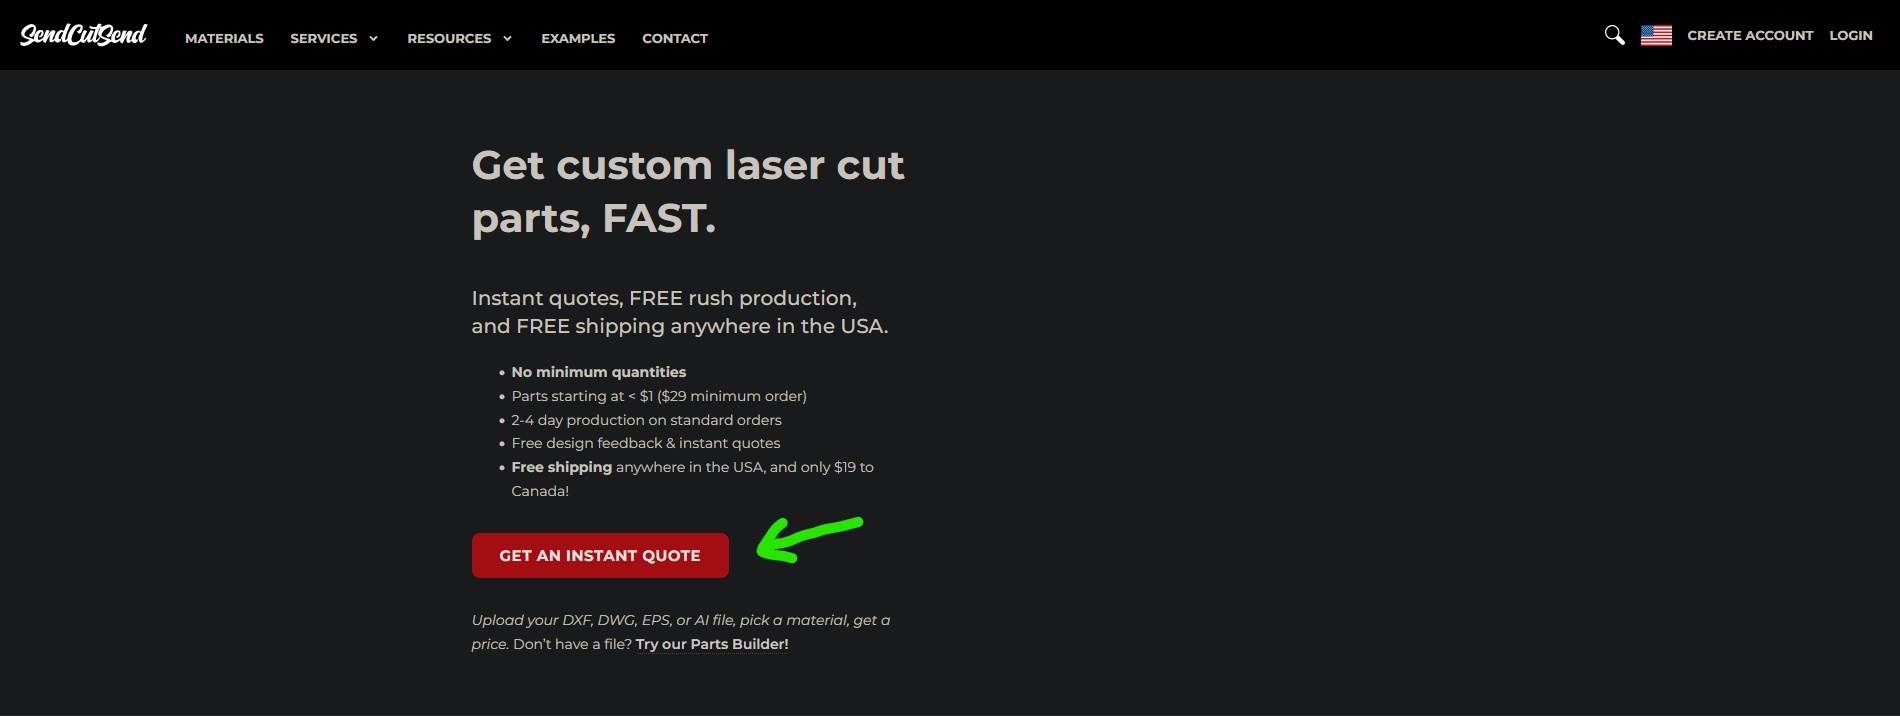 SendCutSend MATERIALS SERVICES RESOURCES EXAMPLES CONTACT CREATE ACCOUNT LOGIN
Get custom laser cut
parts, FAST.
Instant quotes, FREE rush production,
and FREE shipping anywhere in the USA.
• No minimum quantities
• Parts starting at < $1 ($29 minimum order)
• 2-4 day production on standard orders
• Free design feedback & instant quotes
• Free shipping anywhere in the USA, and only $19 to
Canada!
GET AN INSTANT QUOTE
Upload your DXF, DWG, EPS, or AI file, pick a material, get a
price. Don’t have a file? Try our Parts Builder!